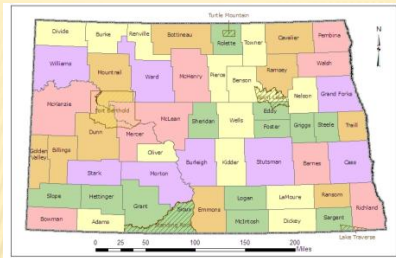 Turtle Mountain
N
Divide Burke Renville Bottineau Rolette Towner Cavalier Pembina
Williams Mountrail Ward McHenry Pierce Benson Ramsey Walsh
Nelson Grand Forks
McKenzie Fort Berthold McLean Sheridan Wells Eddy
Foster Griggs Steele Traill
Dunn Mercer
Golden Valley Billings Oliver
Stark Morton Burleigh Kidder Stutsman Barnes Cass
Slope Hettinger Grant Sioux Emmons Logan LaMoure Ransom Richland
Bowman Adams McIntosh Dickey Sargent
Standing Rock
Lake Traverse
0 25 50 100 150 200
Miles